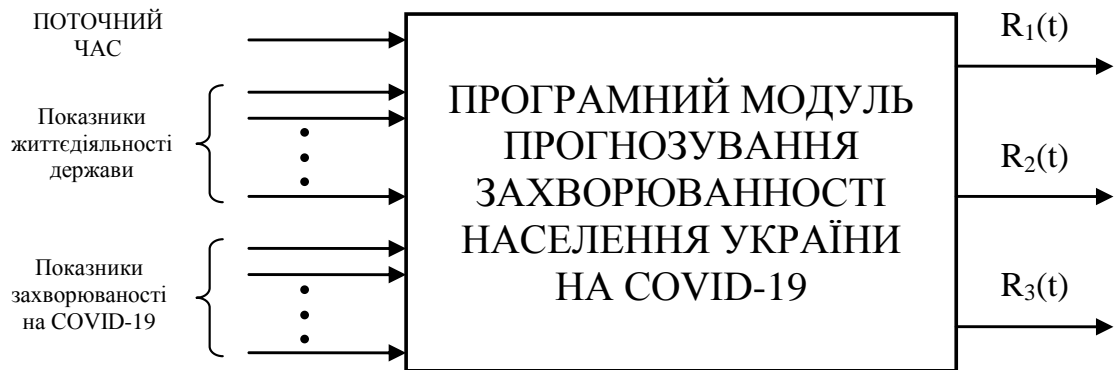 ПОТОЧНИЙ
ЧАС
Показники
життєдіяльності
держави
Показники
захворюваності
на COVID-19
ПРОГРАМНИЙ МОДУЛЬ
ПРОГНОЗУВАННЯ
ЗАХВОРЮВАННОСТІ
НАСЕЛЕННЯ УКРАЇНИ
НА COVID-19
R₁(t)
R₂(t)
R₃(t)